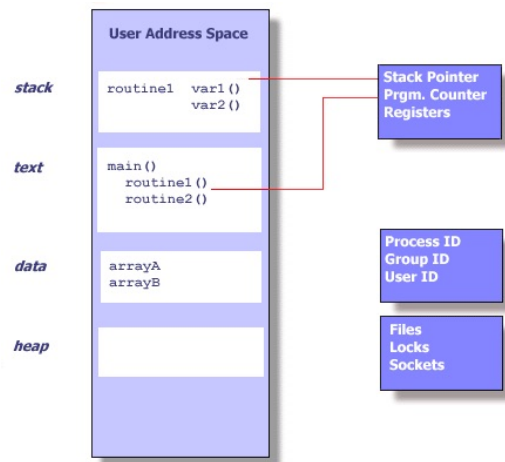 User Address Space
stack
routine1 var1()
var2()
text
main()
routine1()
routine2()
data
arrayA
arrayB
heap
Stack Pointer
Prgm. Counter
Registers
Process ID
Group ID
User ID
Files
Locks
Sockets